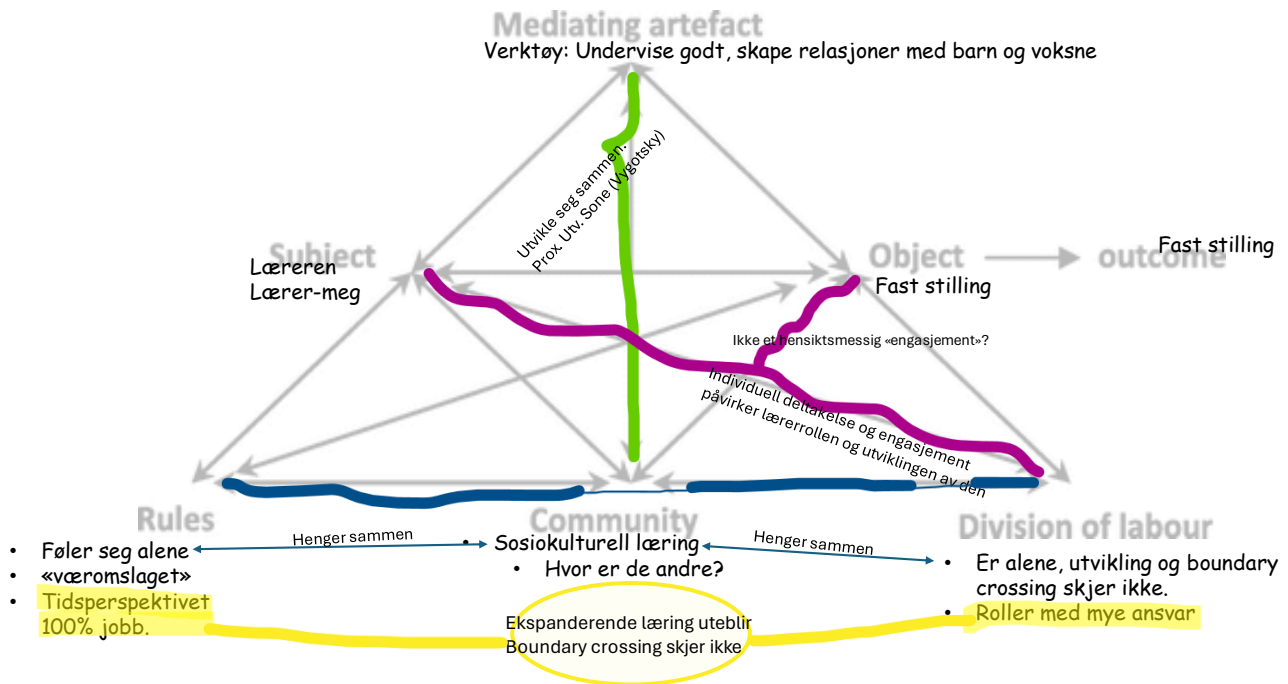 Mediating artefact
Verktøy: Undervise godt, skape relasjoner med barn og voksne
Utvikle seg sammen.
Prox. Utv. Sone (Vygotsky)
Subject
Læreren
Lærer-meg
Object
Fast stilling
outcome
Fast stilling
Ikke et hensiktsmessig «engasjement»?
Individuell deltakelse og engasjement
påvirker lærerrollen og utviklingen av den
Rules
Community
Division of labour
• Føler seg alene
• «væromslaget»
• Tidsperspektivet
100% jobb.
Henger sammen
• Sosiokulturell læring
• Hvor er de andre?
Henger sammen
• Er alene, utvikling og boundary
crossing skjer ikke.
• Roller med mye ansvar
Ekspanderende læring uteblir
Boundary crossing skjer ikke